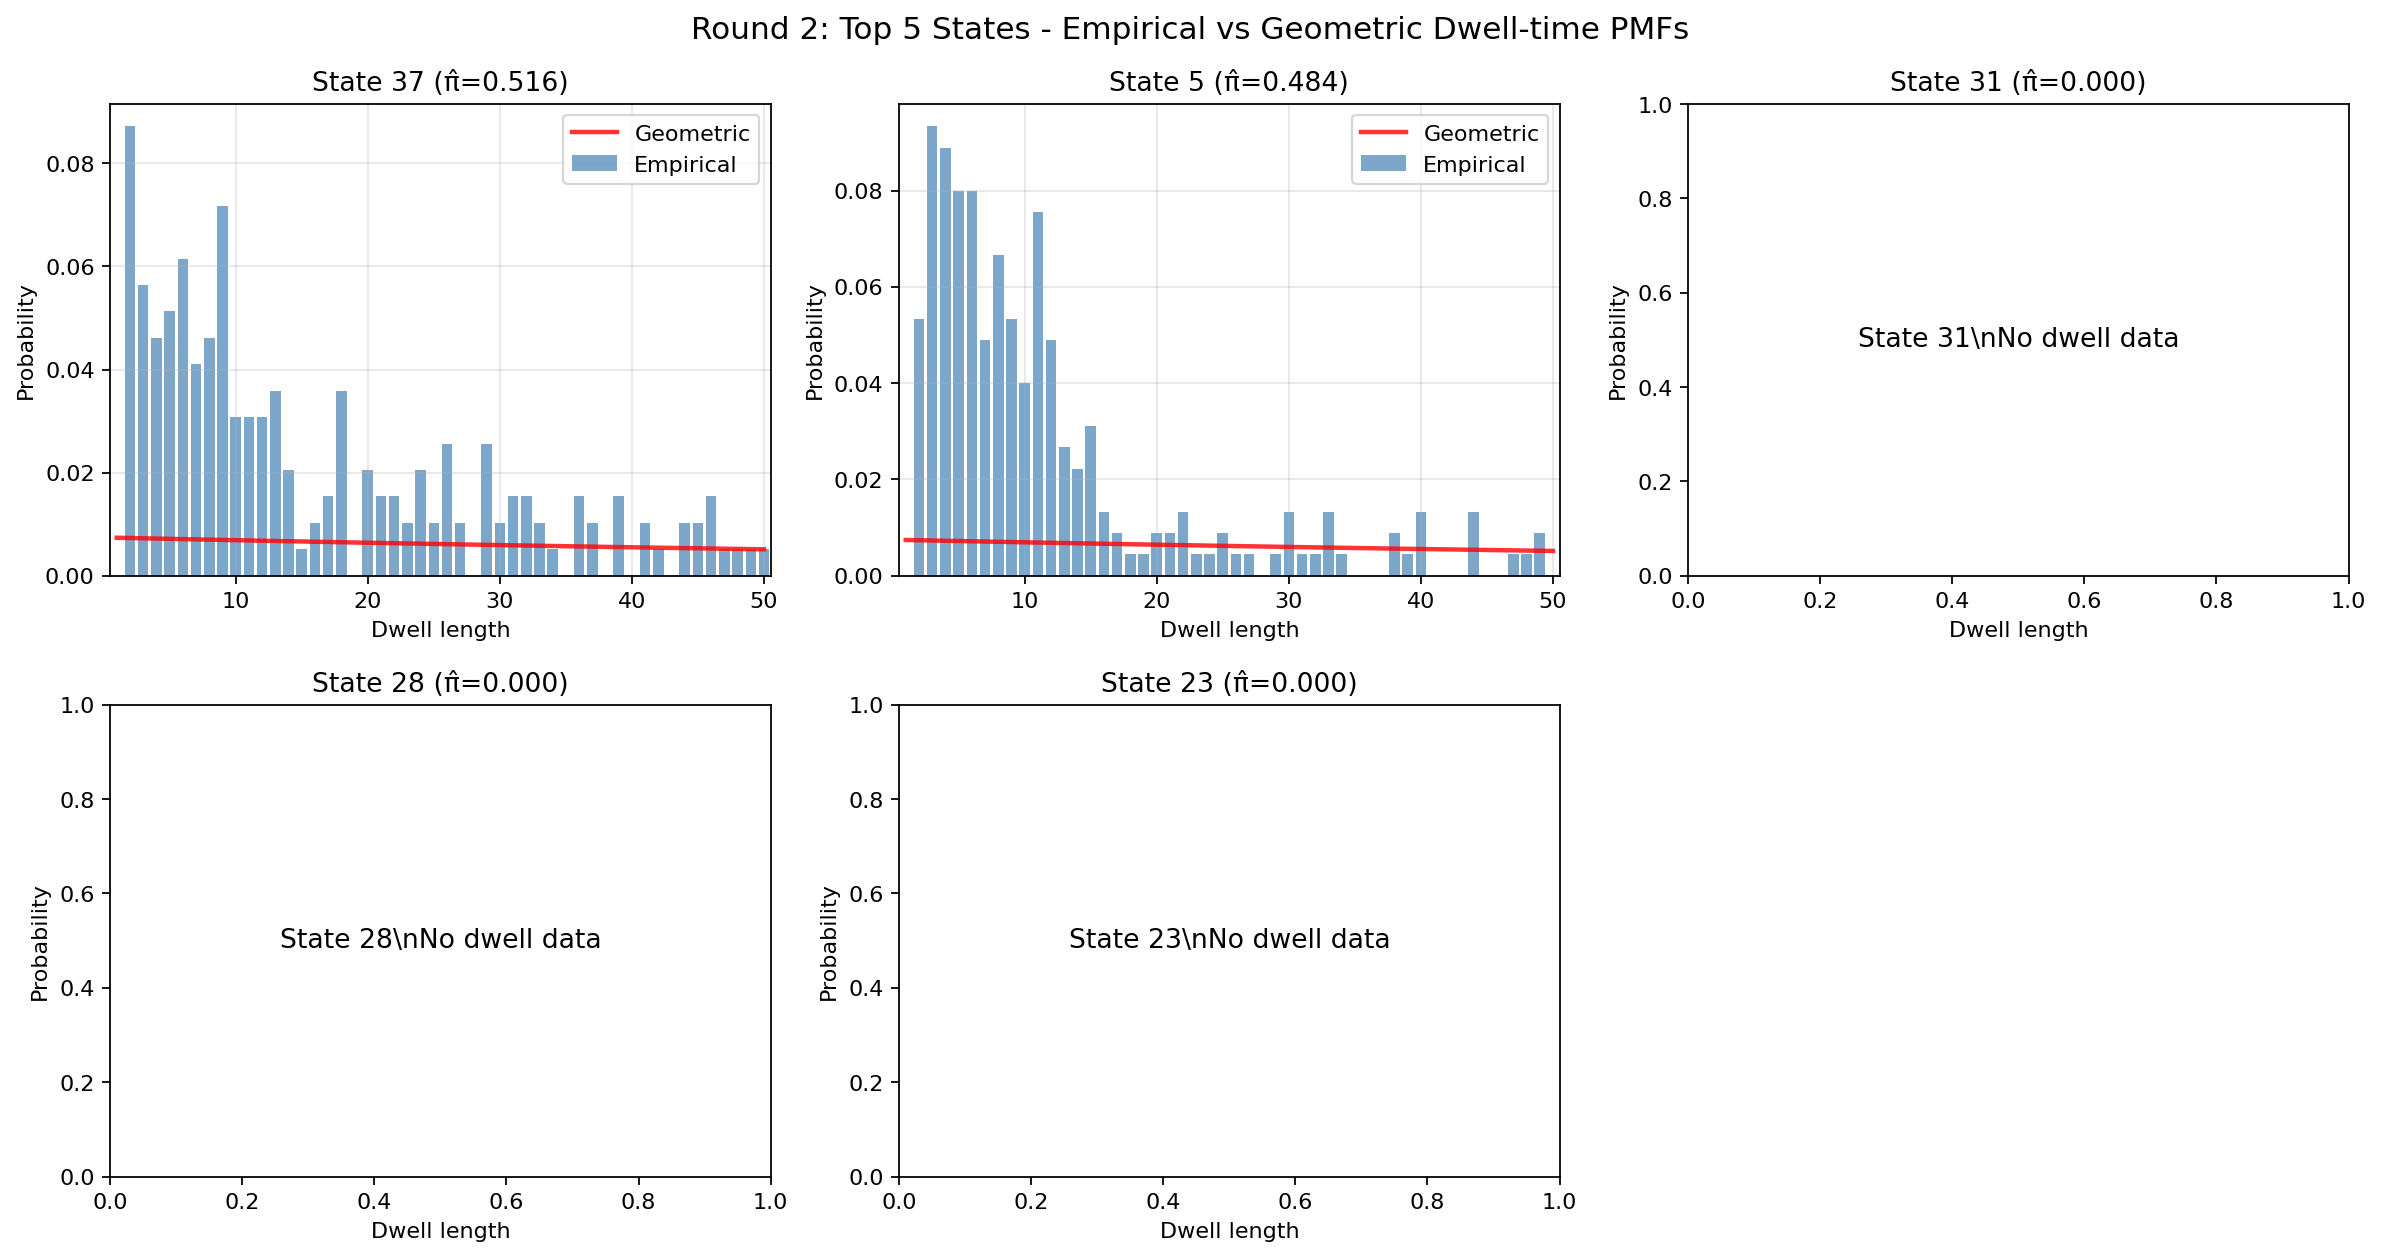 Round 2: Top 5 States - Empirical vs Geometric Dwell-time PMFs
State 37 (π̂=0.516)
Probability
0.08
0.06
0.04
0.02
0.00
Geometric
Empirical
10 20 30 40 50
Dwell length
State 5 (π̂=0.484)
Probability
0.08
0.06
0.04
0.02
0.00
Geometric
Empirical
10 20 30 40 50
Dwell length
State 31 (π̂=0.000)
Probability
1.0
0.8
0.6
0.4
0.2
0.0
State 31\nNo dwell data
0.0 0.2 0.4 0.6 0.8 1.0
Dwell length
State 28 (π̂=0.000)
Probability
1.0
0.8
0.6
0.4
0.2
0.0
State 28\nNo dwell data
0.0 0.2 0.4 0.6 0.8 1.0
Dwell length
State 23 (π̂=0.000)
Probability
1.0
0.8
0.6
0.4
0.2
0.0
State 23\nNo dwell data
0.0 0.2 0.4 0.6 0.8 1.0
Dwell length